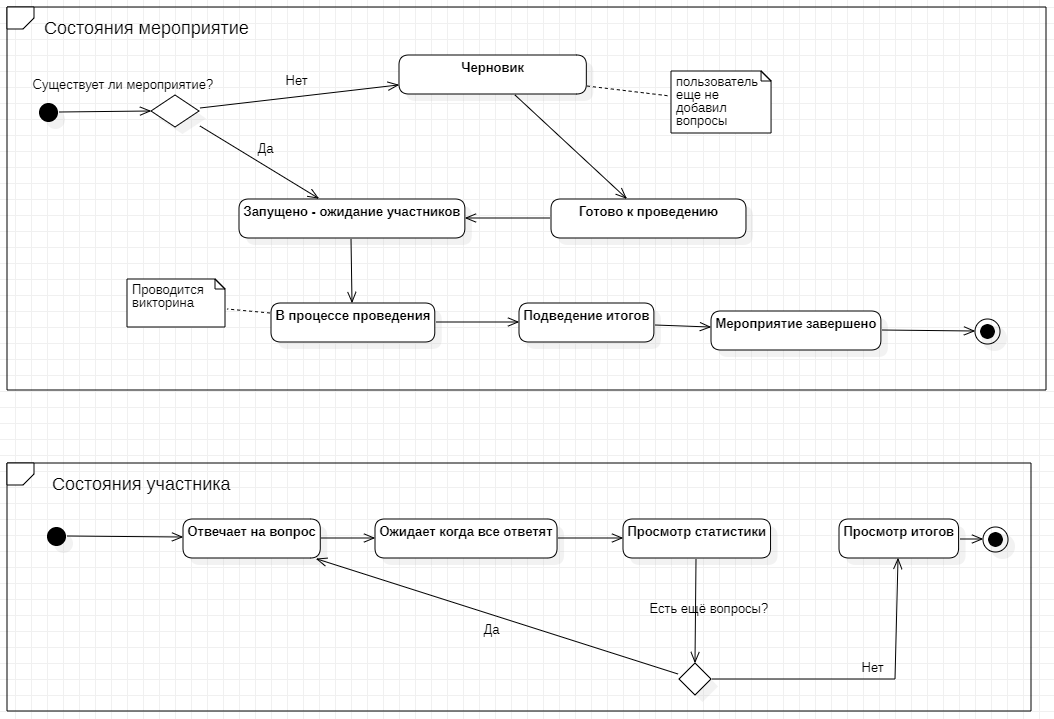 Состояния мероприятие
Существует ли мероприятие?
Нет
Черновик
пользователь
еще не
добавил
вопросы
Да
Запущено - ожидание участников
Готово к проведению
Проводится
викторина
В процессе проведения
Подведение итогов
Мероприятие завершено
Состояния участника
Отвечает на вопрос
Ожидает когда все ответят
Просмотр статистики
Просмотр итогов
Есть ещё вопросы?
Да
Нет